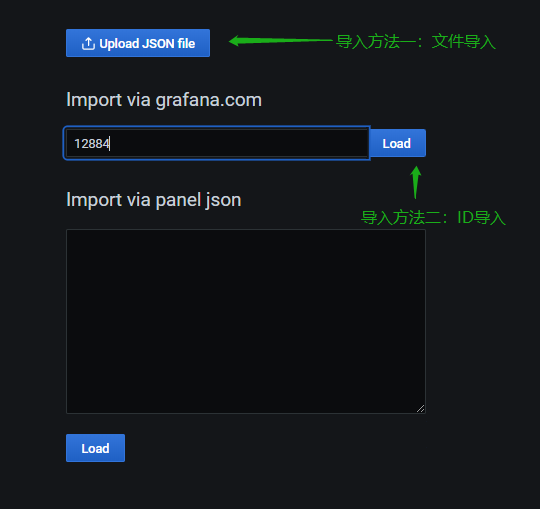 Upload JSON file
导入方法一：文件导入
Import via grafana.com
12884
Load
导入方法二：ID导入
Import via panel json
Load